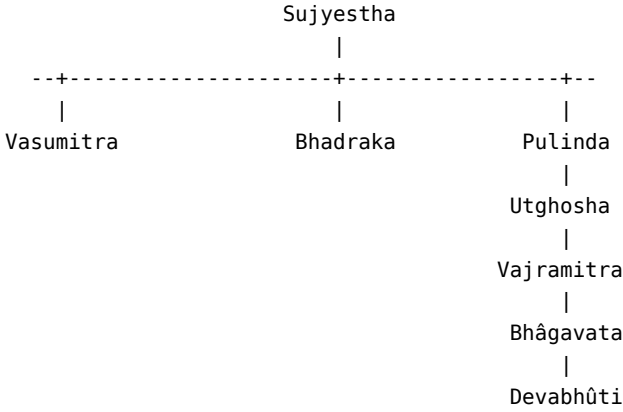 Sujyestha
|
--+---------------------+-----------------+--
| | |
Vasumitra Bhadraka Pulinda
|
Utghosha
|
Vajramitra
|
Bhâgavata
|
Devabhûti